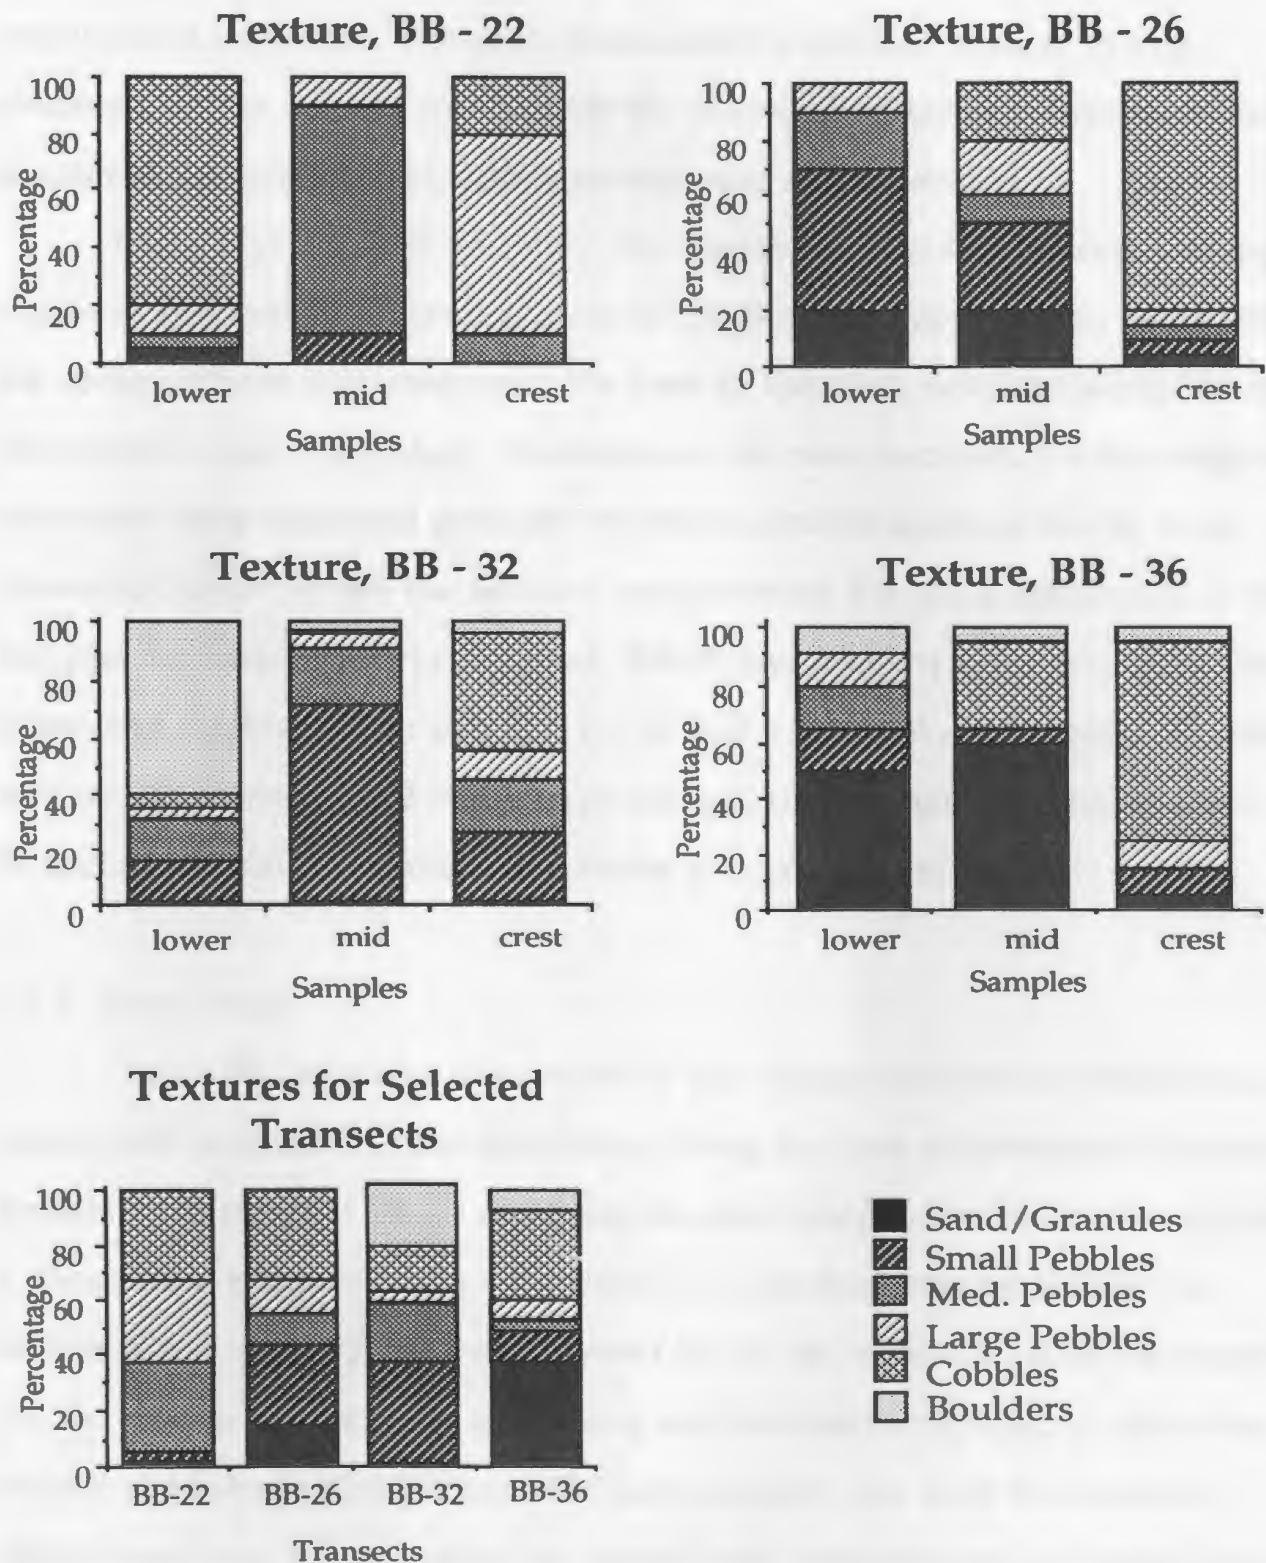 Texture, BB - 22
100
80
60
40
20
0
Percentage
lower mid crest
Samples
Texture, BB - 26
100
80
60
40
20
0
Percentage
lower mid crest
Samples
Texture, BB - 32
100
80
60
40
20
0
Percentage
lower mid crest
Samples
Texture, BB - 36
100
80
60
40
20
0
Percentage
lower mid crest
Samples
Textures for Selected
Transects
100
80
60
40
20
0
Percentage
BB-22 BB-26 BB-32 BB-36
Transects
Sand/Granules
Small Pebbles
Med. Pebbles
Large Pebbles
Cobbles
Boulders